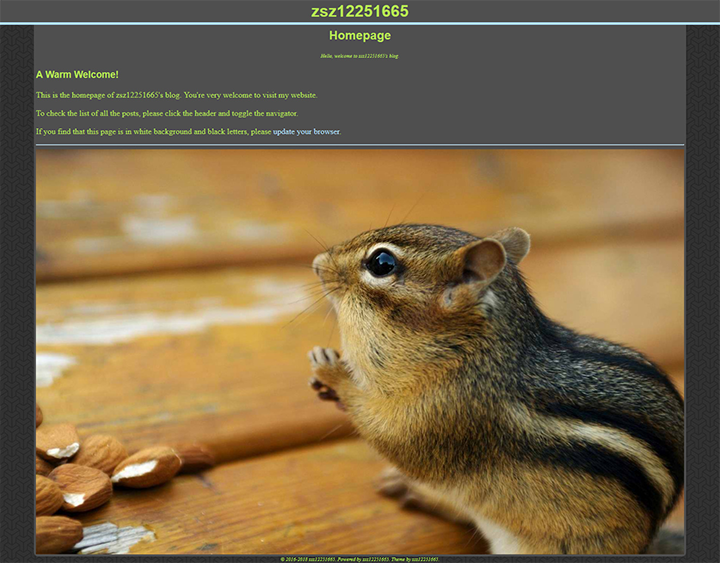 zsz12251665
Homepage
Hello, welcome to zsz12251665's blog
A Warm Welcome!
This is the homepage of zsz12251665's blog. You're very welcome to visit my website.
To check the list of all the posts, please click the header and toggle the navigator.
If you find that this page is in white background and black letters, please update your browser.
© 2016-2018 zsz12251665. Powered by zsz12251665. Theme by zsz12251665.